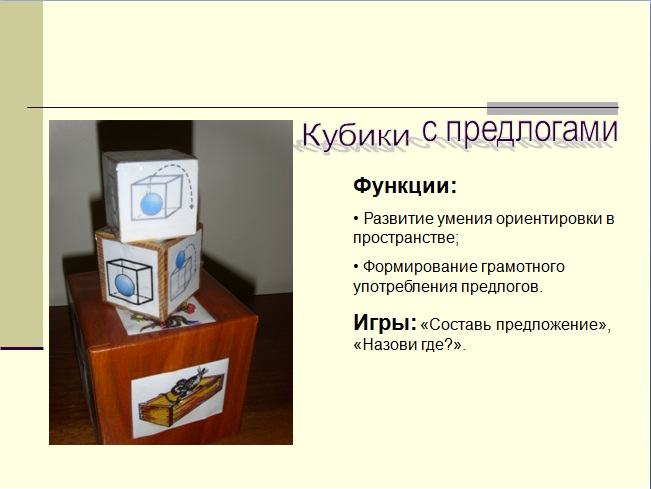 Кубики с предлогами
Функции:
• Развитие умения ориентировки в
пространстве;
• Формирование грамотного
употребления предлогов.
Игры: «Составь предложение»,
«Назови где?».